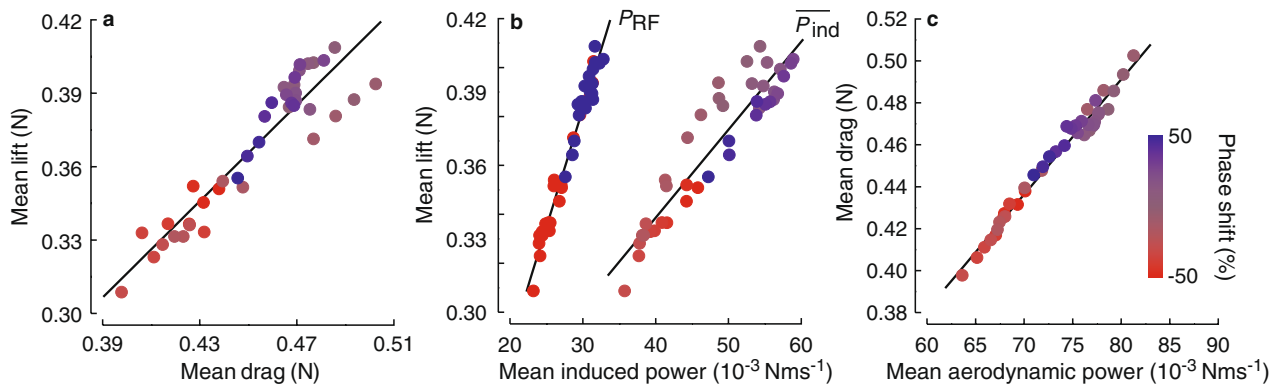 a
0.42
0.39
0.36
0.33
0.30
Mean lift (N)
0.39
0.43
0.47
0.51
Mean drag (N)
b
P_RF
P_ind
0.42
0.39
0.36
0.33
0.30
Mean lift (N)
20
30
40
50
60
Mean induced power (10⁻³ Nms⁻¹)
c
0.52
0.50
0.48
0.46
0.44
0.42
0.40
0.38
Mean drag (N)
60
70
80
90
Mean aerodynamic power (10⁻³ Nms⁻¹)
50
-50
Phase shift (%)